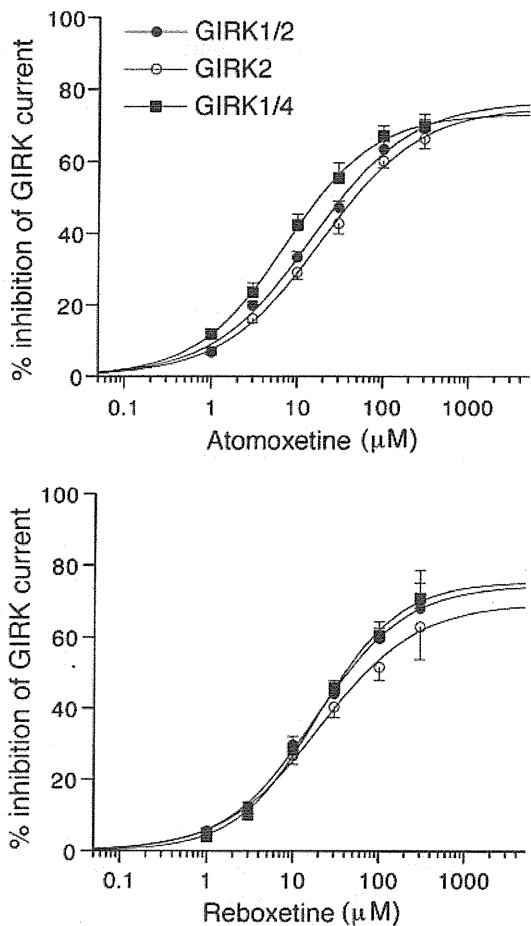 GIRK1/2
GIRK2
GIRK1/4
% inhibition of GIRK current
100
80
60
40
20
0
0.1 1 10 100 1000
Atomoxetine (μM)
% inhibition of GIRK current
100
80
60
40
20
0
0.1 1 10 100 1000
Reboxetine (μM)